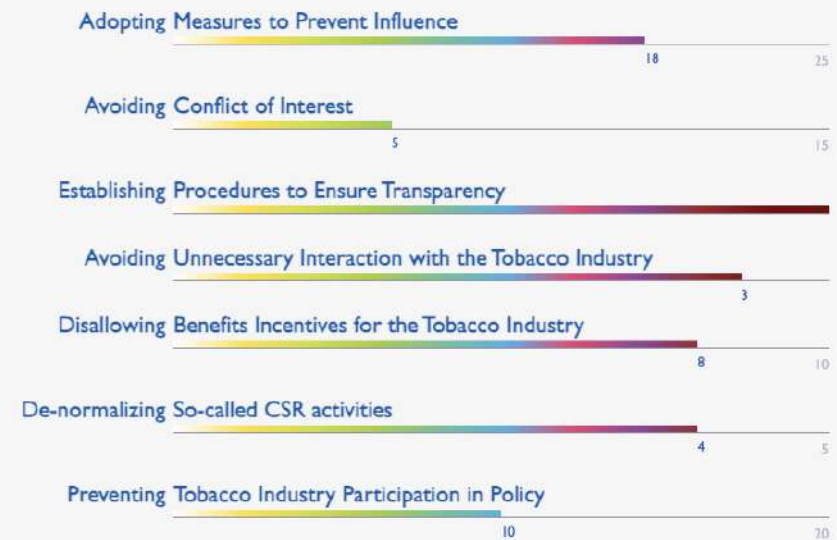 Adopting Measures to Prevent Influence
18 25
Avoiding Conflict of Interest
5 15
Establishing Procedures to Ensure Transparency
Avoiding Unnecessary Interaction with the Tobacco Industry
3
Disallowing Benefits Incentives for the Tobacco Industry
8 10
De-normalizing So-called CSR activities
4 5
Preventing Tobacco Industry Participation in Policy
10 20